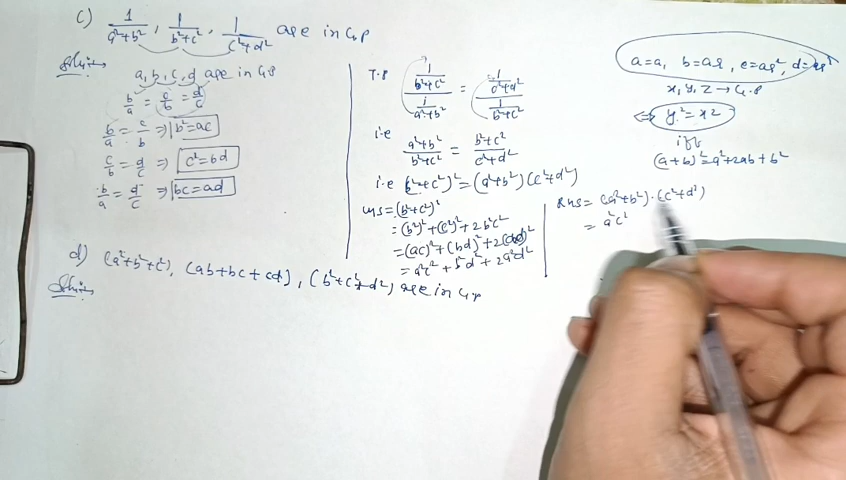 c) 1/(a²+b²), 1/(b²+c²), 1/(c²+d²) are in G.P
Soln:-
a, b, c, d are in G.P
b/a = c/b = d/c
b/a = c/b ⇒ b²=ac
c/b = d/c ⇒ c²=bd
b/a = d/c ⇒ bc=ad
T.P (1/(b²+c²))/(1/(a²+b²)) = (1/(c²+d²))/(1/(b²+c²))
i.e (a²+b²)/(b²+c²) = (b²+c²)/(c²+d²)
i.e (b²+c²)² = (a²+b²)(c²+d²)
LHS = (b²+c²)²
= (b²)²+(c²)²+2b²c²
= (ac)²+(bd)²+2(ad)²
= a²c²+b²d²+2a²d²
a=a, b=ar, c=ar², d=ar³
x, y, z → G.P
⇔ y²=xz
iff
(a+b)²=a²+2ab+b²
RHS = (a²+b²)·(c²+d²)
= a²c²
d) (a²+b²+c²), (ab+bc+cd), (b²+c²+d²) are in G.P
Soln:-